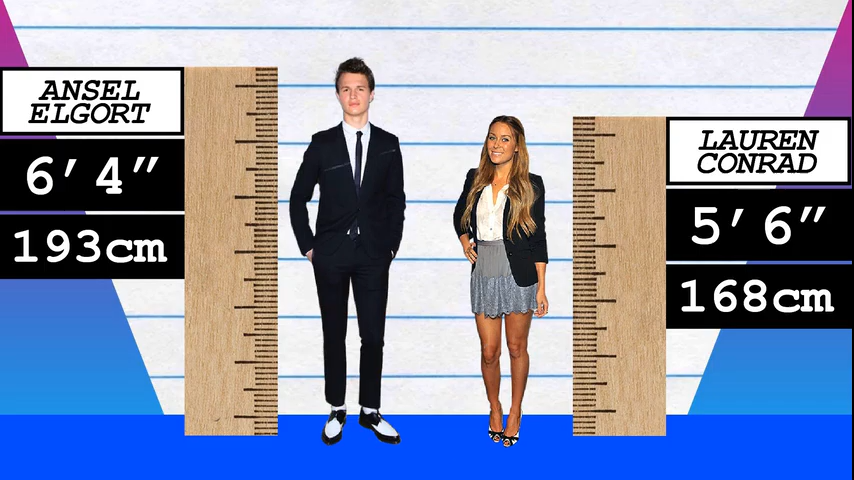 ANSEL
ELGORT
6’4”
193cm
LAUREN
CONRAD
5’6”
168cm